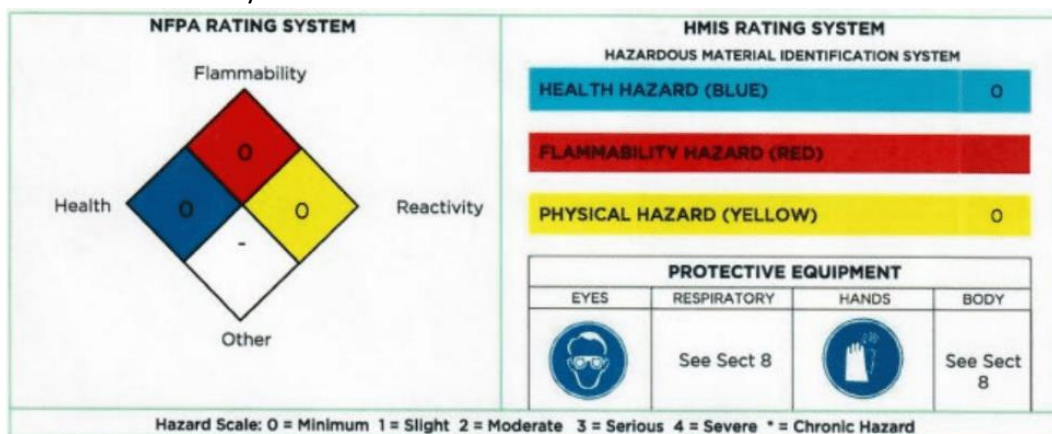 NFPA RATING SYSTEM
Flammability
0
Health
0
0
Reactivity
-
Other
HMIS RATING SYSTEM
HAZARDOUS MATERIAL IDENTIFICATION SYSTEM
HEALTH HAZARD (BLUE) 0
FLAMMABILITY HAZARD (RED)
PHYSICAL HAZARD (YELLOW) 0
PROTECTIVE EQUIPMENT
EYES RESPIRATORY HANDS BODY
See Sect 8
See Sect
8
Hazard Scale: 0 = Minimum 1 = Slight 2 = Moderate 3 = Serious 4 = Severe * = Chronic Hazard